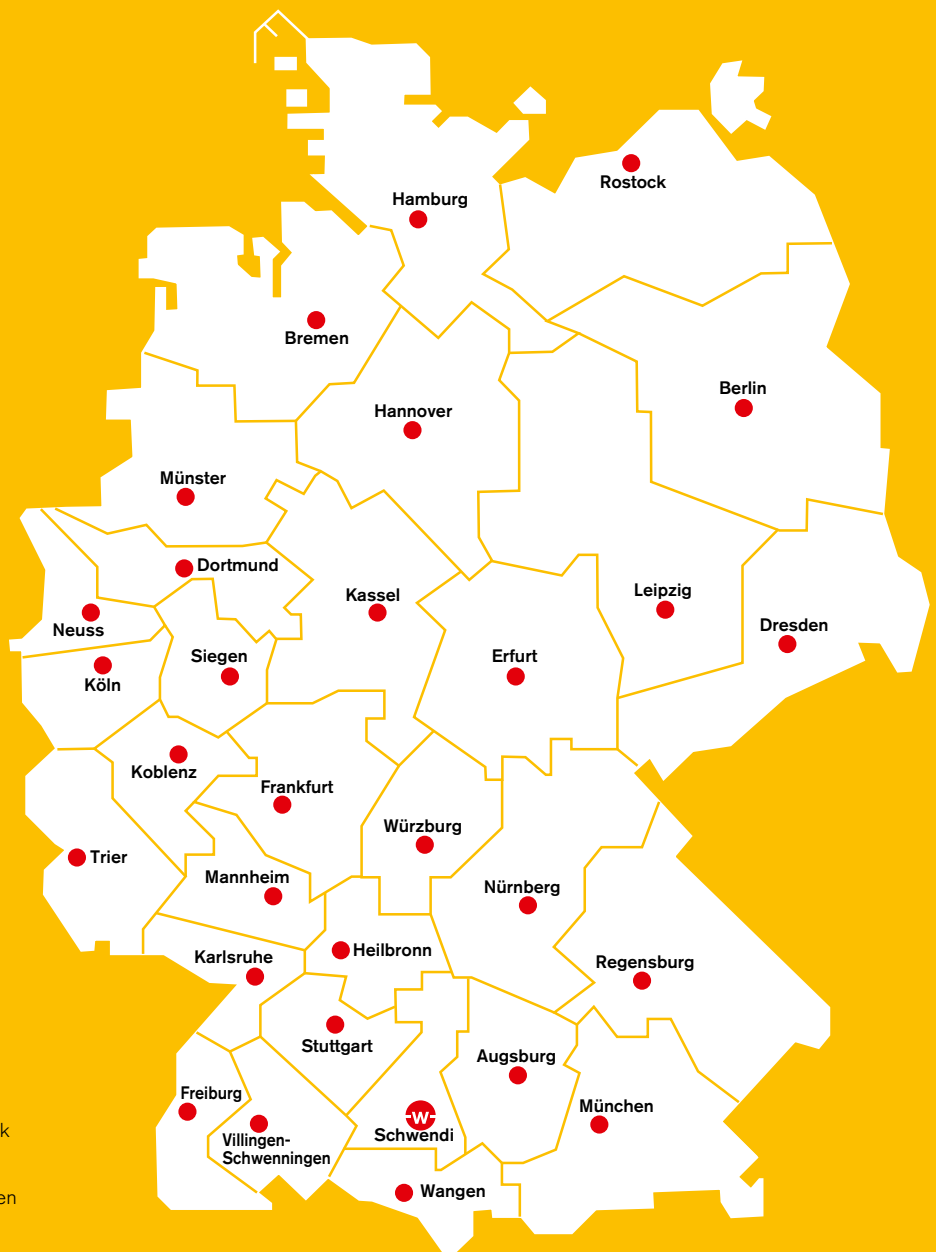 Rostock
Hamburg
Bremen
Berlin
Hannover
Münster
Dortmund
Kassel
Leipzig
Neuss
Dresden
Siegen
Erfurt
Köln
Koblenz
Frankfurt
Würzburg
Trier
Mannheim
Nürnberg
Heilbronn
Karlsruhe
Regensburg
Stuttgart
Augsburg
Freiburg
München
-W-
Schwendi
k
Villingen-
Schwenningen
Wangen
en